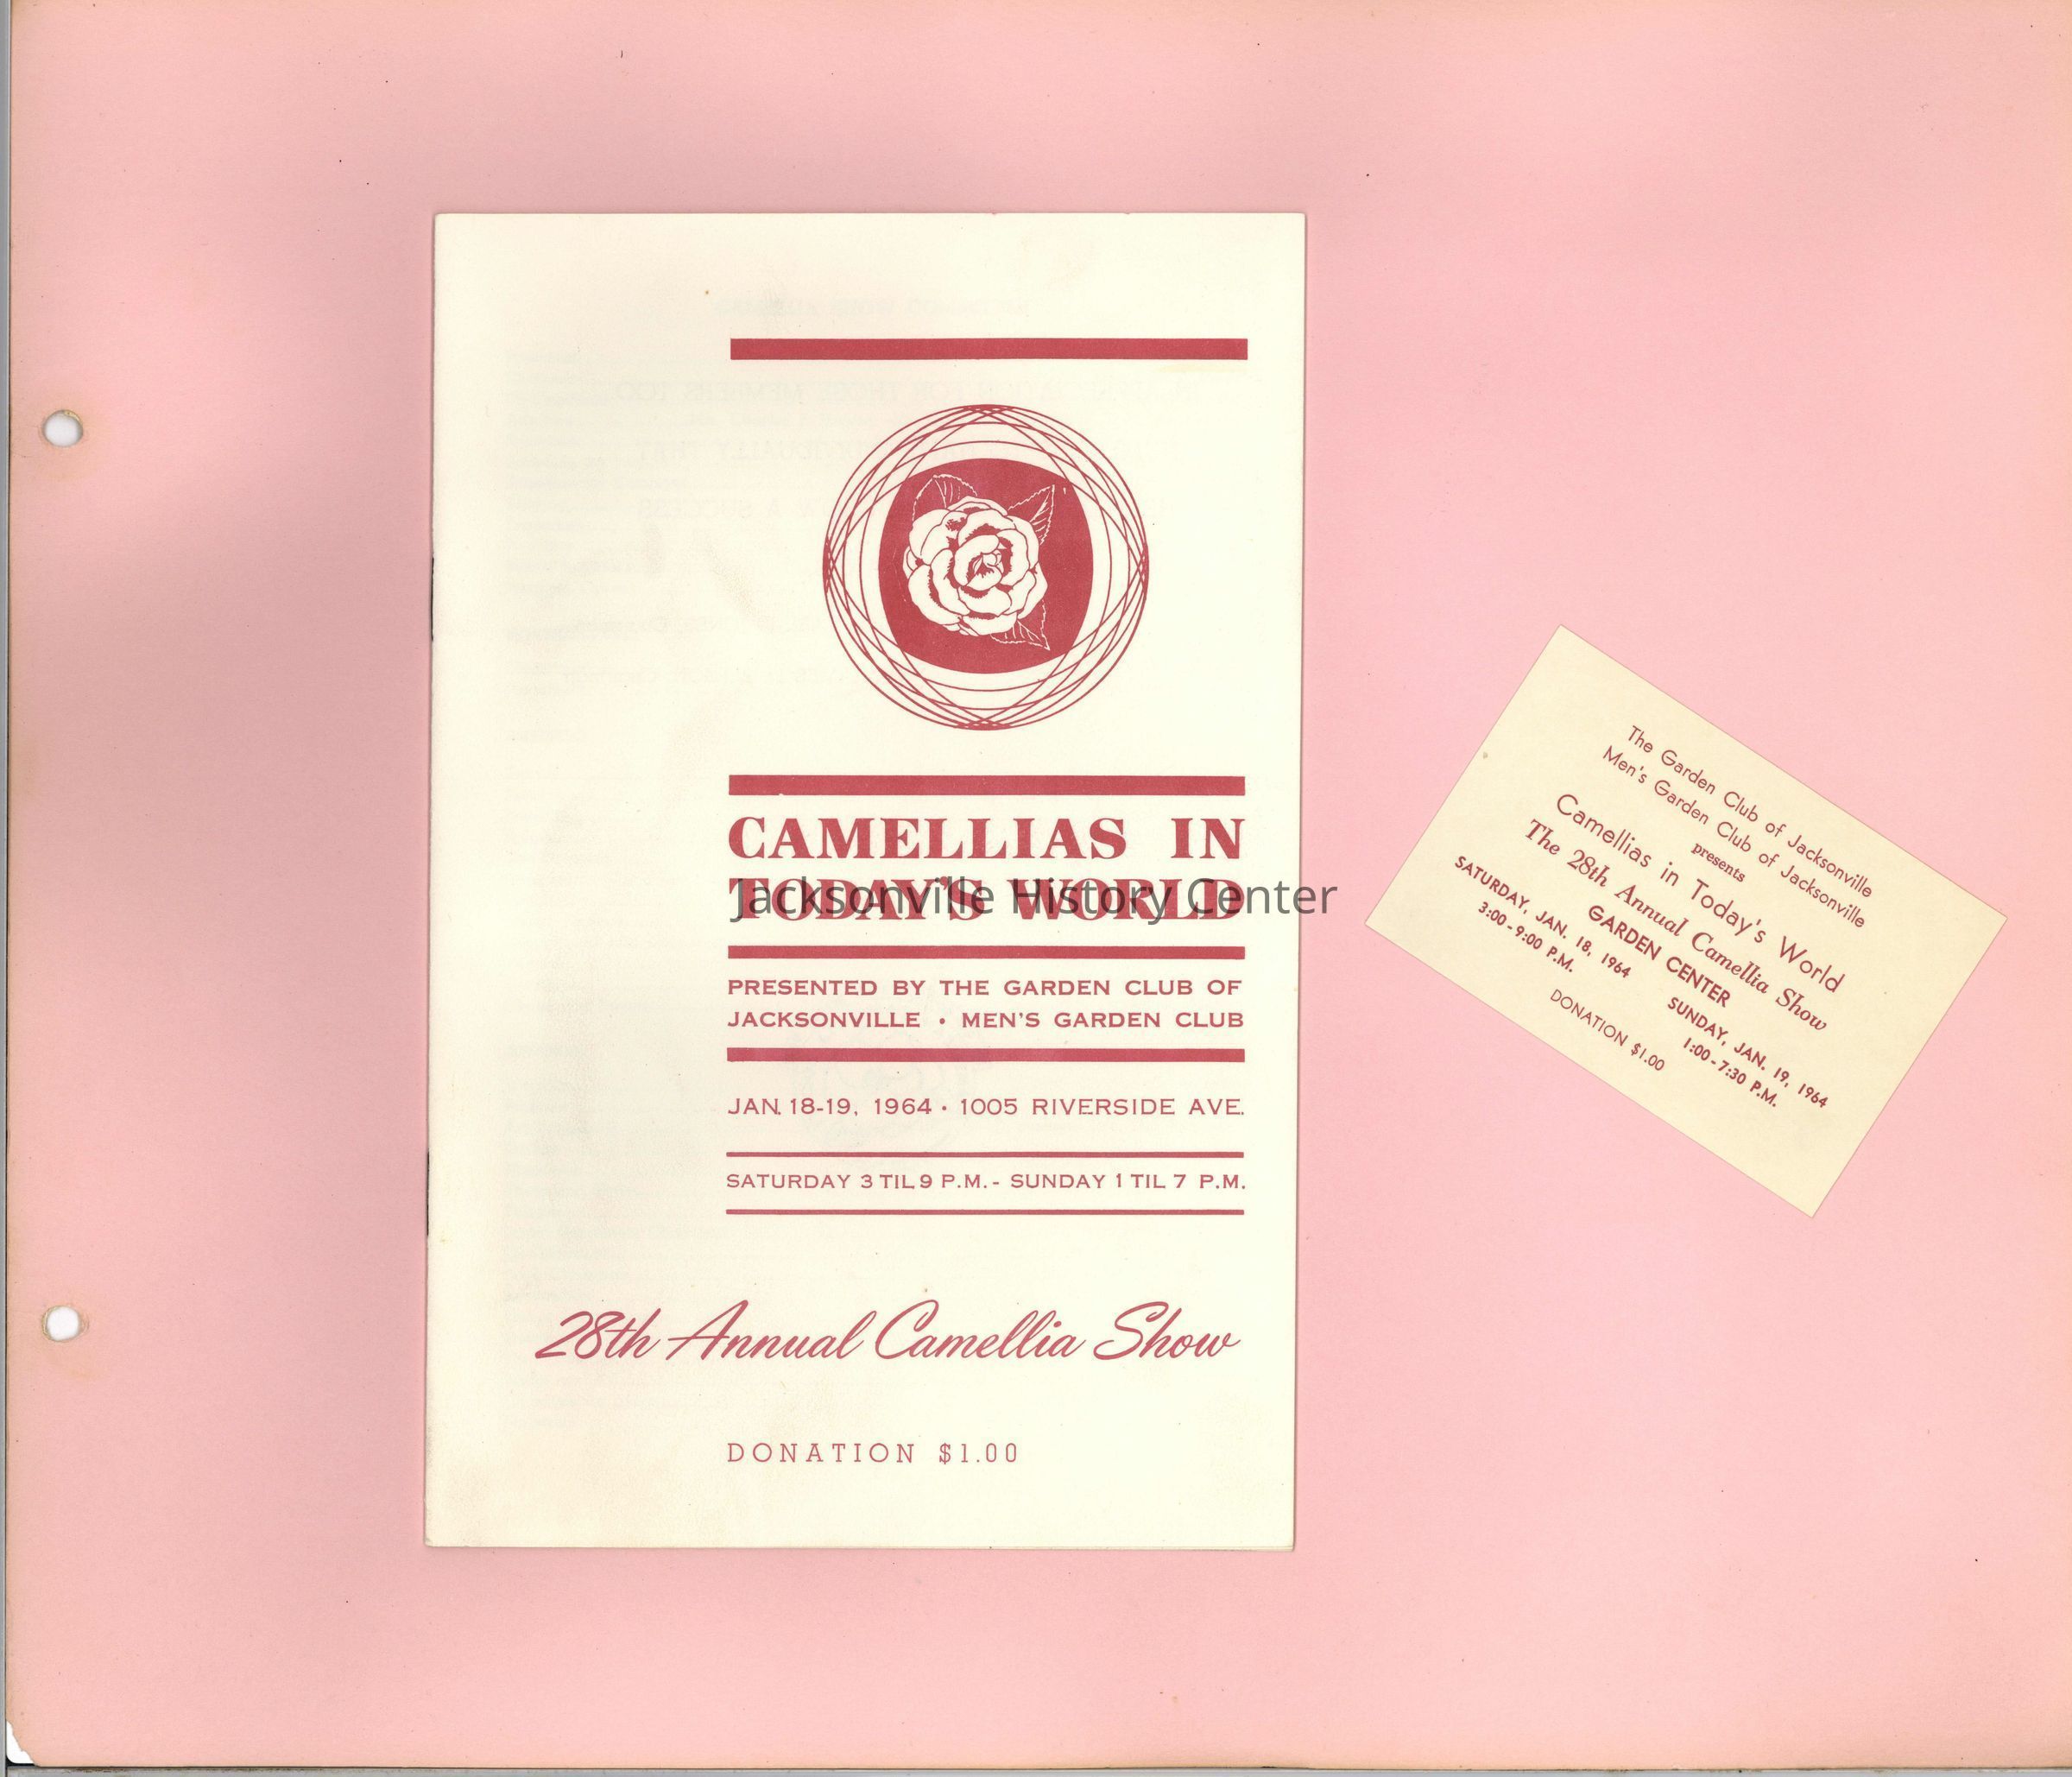 CAMELLIAS IN
TODAY'S WORLD
Jacksonville History Center
PRESENTED BY THE GARDEN CLUB OF
JACKSONVILLE • MEN'S GARDEN CLUB
JAN. 18-19, 1964 • 1005 RIVERSIDE AVE.
SATURDAY 3 TIL 9 P.M. - SUNDAY 1 TIL 7 P.M.
28th Annual Camellia Show
DONATION $1.00
The Garden Club of Jacksonville
Men's Garden Club of Jacksonville
presents
Camellias in Today's World
The 28th Annual Camellia Show
GARDEN CENTER
SATURDAY, JAN. 18, 1964
3:00 - 9:00 P.M.
SUNDAY, JAN. 19, 1964
1:00 - 7:30 P.M.
DONATION $1.00